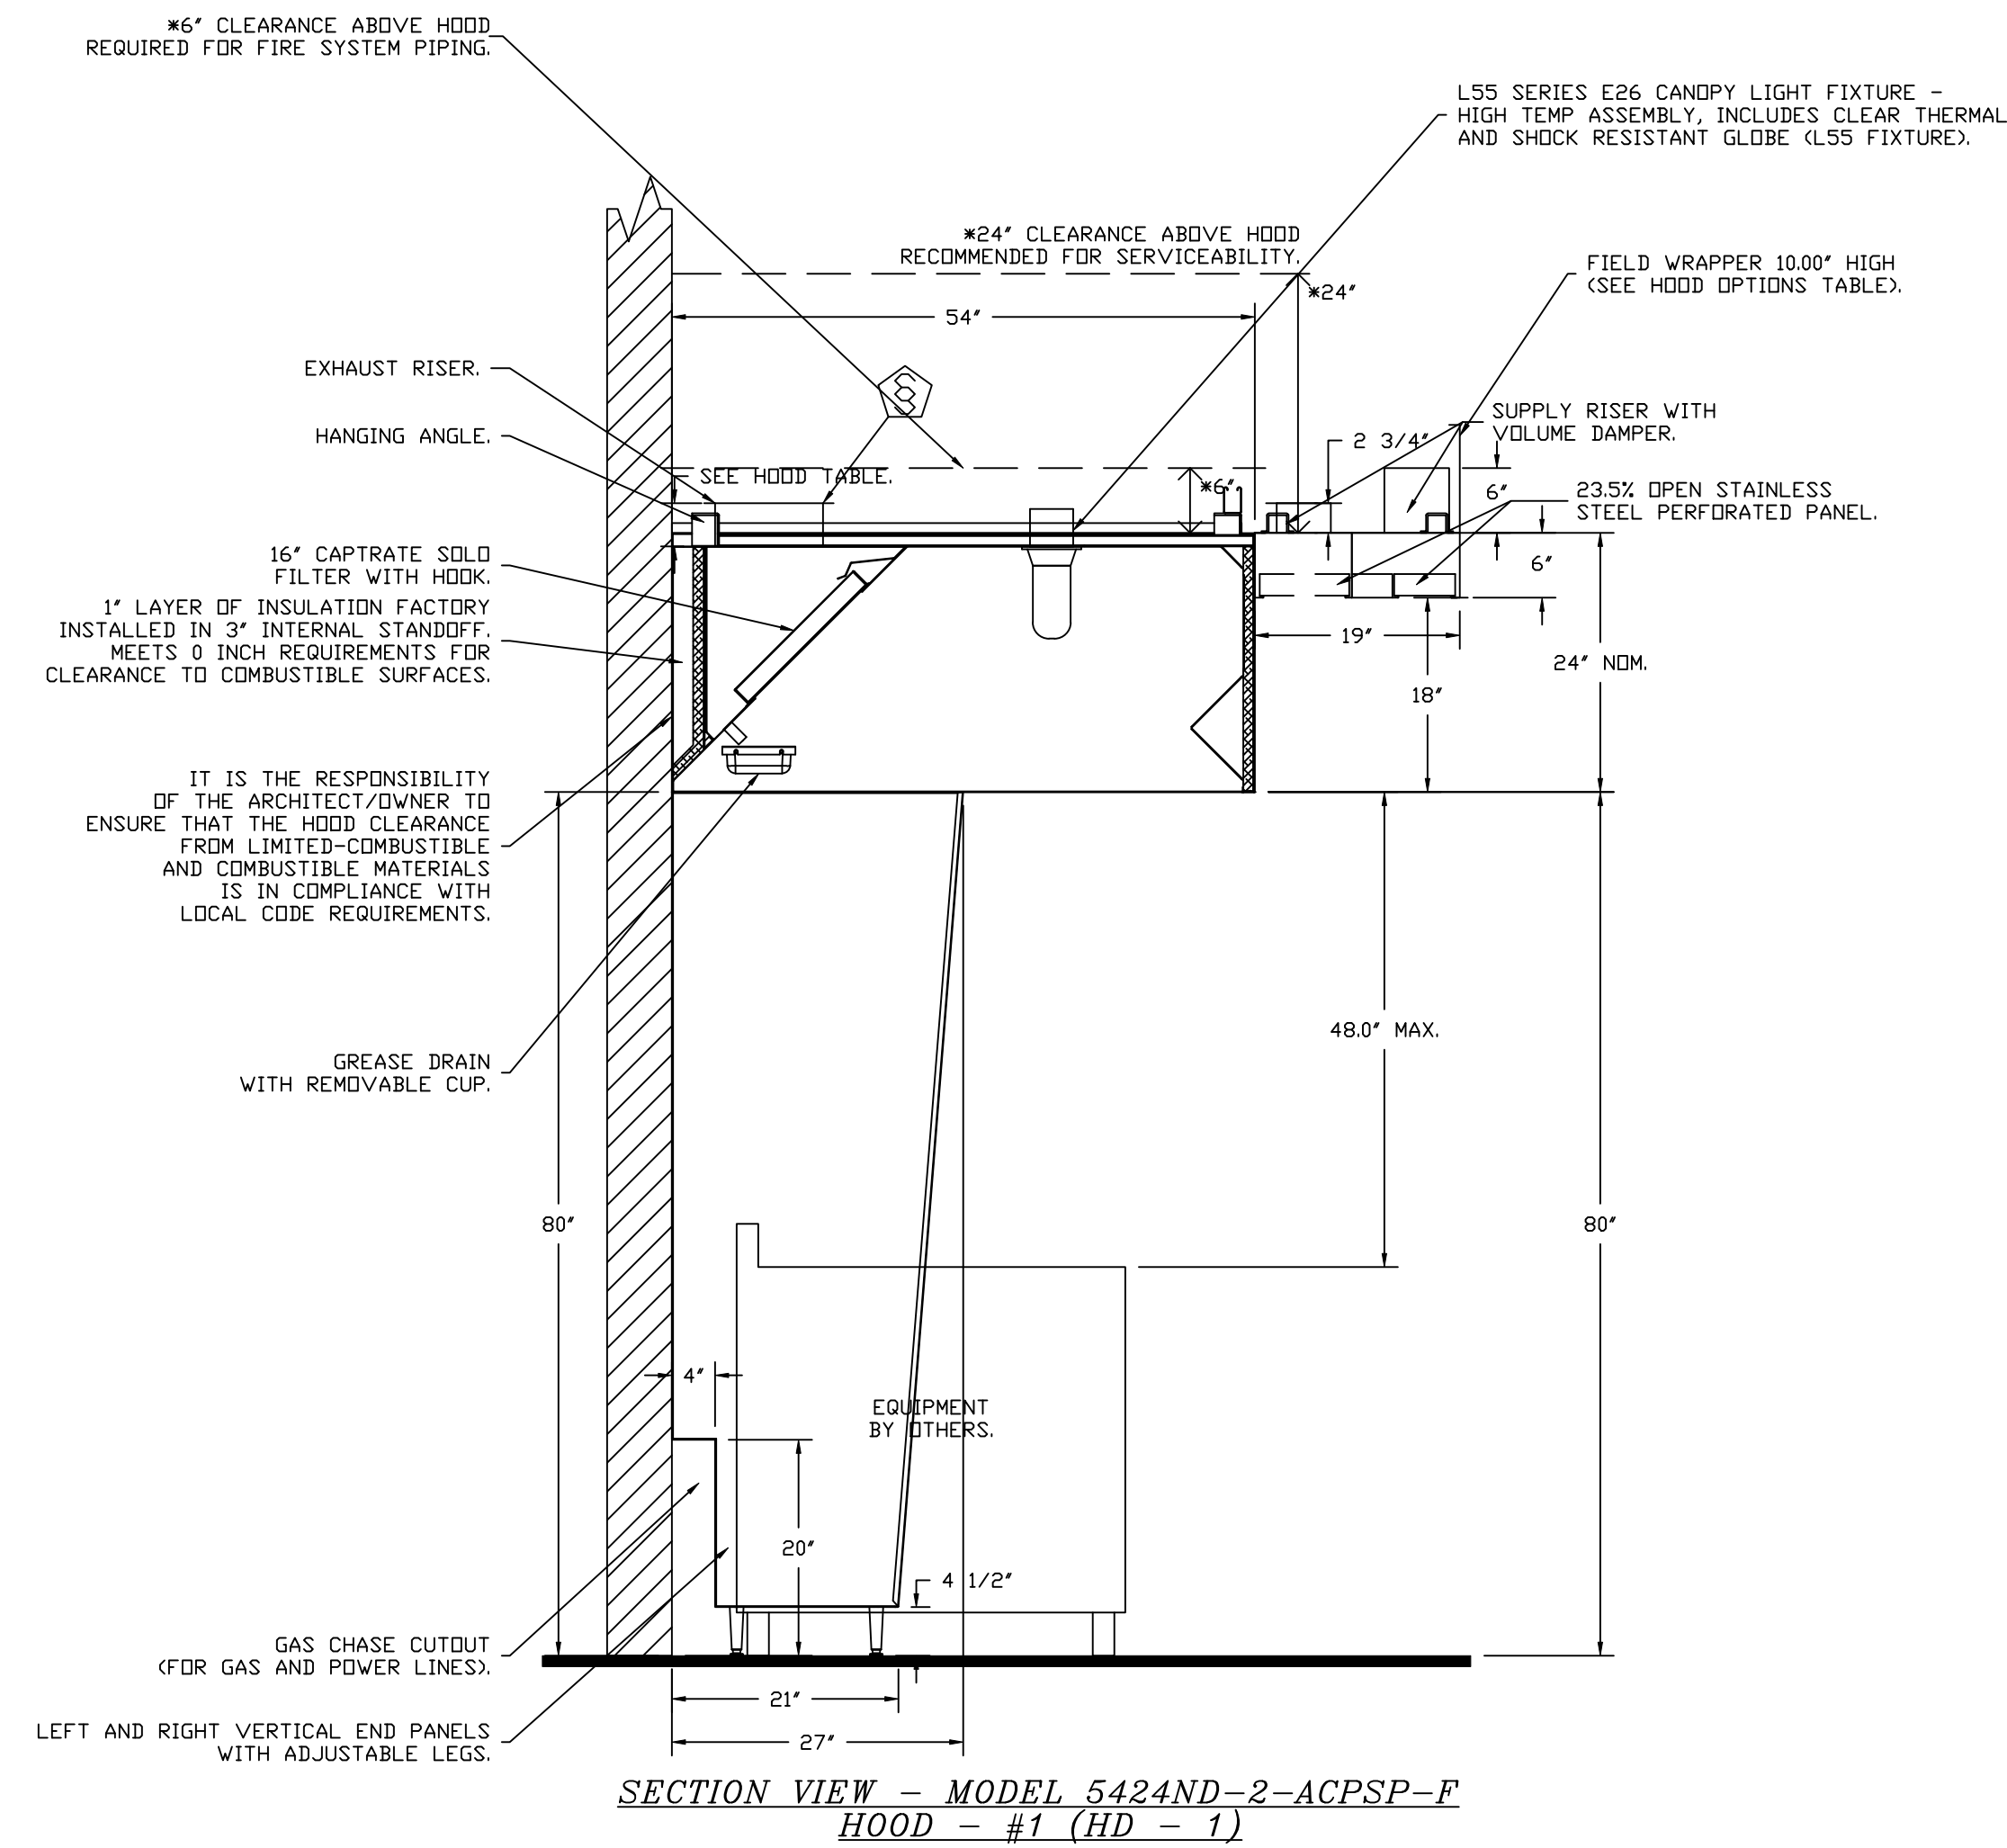 *6" CLEARANCE ABOVE HOOD
REQUIRED FOR FIRE SYSTEM PIPING.
L55 SERIES E26 CANOPY LIGHT FIXTURE -
HIGH TEMP ASSEMBLY, INCLUDES CLEAR THERMAL
AND SHOCK RESISTANT GLOBE (L55 FIXTURE).
*24" CLEARANCE ABOVE HOOD
RECOMMENDED FOR SERVICEABILITY.
FIELD WRAPPER 10.00" HIGH
(SEE HOOD OPTIONS TABLE).
*24"
54"
EXHAUST RISER.
HANGING ANGLE.
SUPPLY RISER WITH
VOLUME DAMPER.
2 3/4"
SEE HOOD TABLE.
*6"
6"
23.5% OPEN STAINLESS
STEEL PERFORATED PANEL.
16" CAPTRATE SOLO
FILTER WITH HOOK.
6"
1" LAYER OF INSULATION FACTORY
INSTALLED IN 3" INTERNAL STANDOFF.
MEETS 0 INCH REQUIREMENTS FOR
CLEARANCE TO COMBUSTIBLE SURFACES.
19"
24" NOM.
18"
IT IS THE RESPONSIBILITY
OF THE ARCHITECT/OWNER TO
ENSURE THAT THE HOOD CLEARANCE
FROM LIMITED-COMBUSTIBLE
AND COMBUSTIBLE MATERIALS
IS IN COMPLIANCE WITH
LOCAL CODE REQUIREMENTS.
48.0" MAX.
GREASE DRAIN
WITH REMOVABLE CUP.
80"
80"
4"
EQUIPMENT
BY OTHERS.
20"
4 1/2"
GAS CHASE CUTOUT
(FOR GAS AND POWER LINES).
21"
LEFT AND RIGHT VERTICAL END PANELS
WITH ADJUSTABLE LEGS.
27"
SECTION VIEW - MODEL 5424ND-2-ACPSP-F
HOOD - #1 (HD - 1)